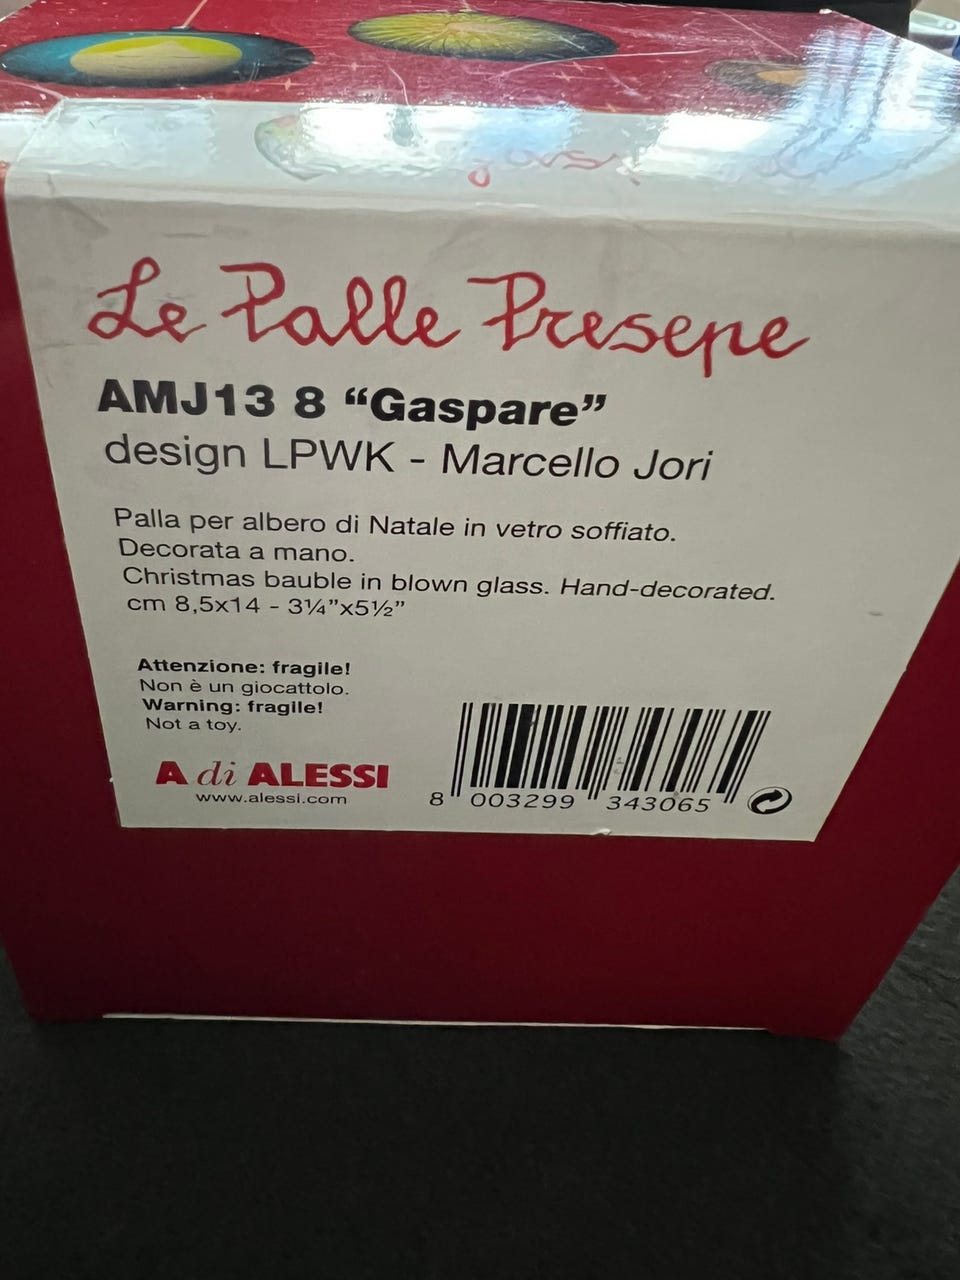 Le Palle Presepe
AMJ13 8 “Gaspare”
design LPWK - Marcello Jori
Palla per albero di Natale in vetro soffiato.
Decorata a mano.
Christmas bauble in blown glass. Hand-decorated.
cm 8,5x14 - 3¼”x5½”
Attenzione: fragile!
Non è un giocattolo.
Warning: fragile!
Not a toy.
A di ALESSI
www.alessi.com
8 003299 343065